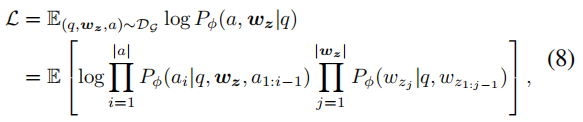 ℒ = 𝔼_{(q,w_z,a)∼𝒟_𝒢} log P_ϕ(a, w_z|q)
= 𝔼 [ log ∏_{i=1}^{|a|} P_ϕ(a_i|q, w_z, a_{1:i−1}) ∏_{j=1}^{|w_z|} P_ϕ(w_{z_j}|q, w_{z_{1:j−1}}) ] , (8)